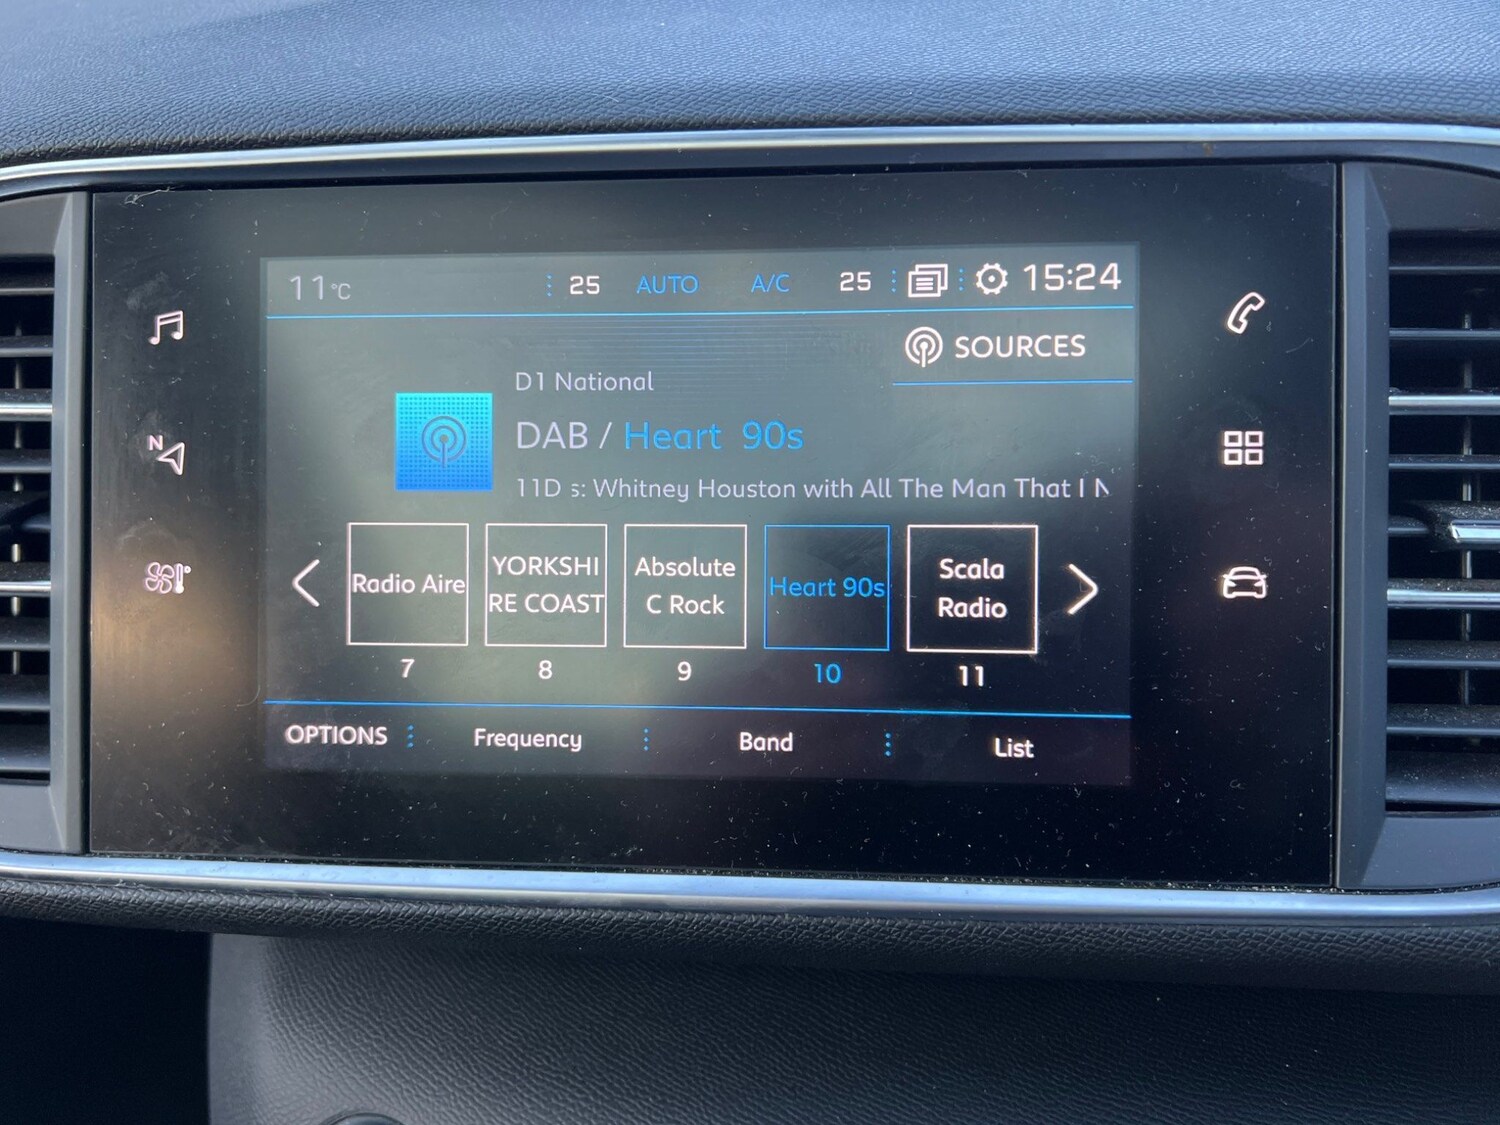 11°C 25 AUTO A/C 25 15:24
SOURCES
D1 National
DAB / Heart 90s
11D s: Whitney Houston with All The Man That I N
N
Radio Aire
YORKSHI
RE COAST
Absolute
C Rock
Heart 90s
Scala
Radio
7 8 9 10 11
OPTIONS Frequency Band List